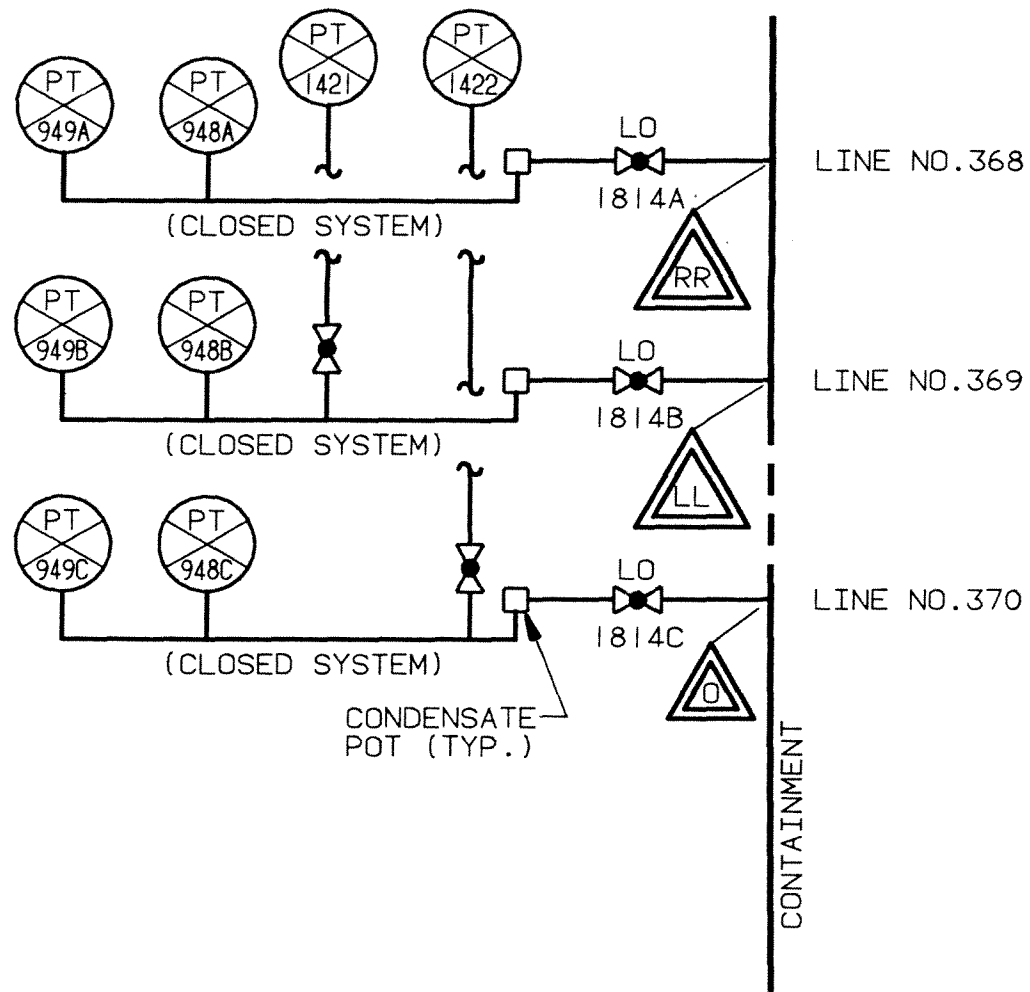 PT
949A
PT
948A
PT
1421
PT
1422
LO
1814A
LINE NO.368
(CLOSED SYSTEM)
RR
PT
949B
PT
948B
LO
1814B
LINE NO.369
(CLOSED SYSTEM)
LL
PT
949C
PT
948C
LO
1814C
LINE NO.370
(CLOSED SYSTEM)
O
CONDENSATE
POT (TYP.)
CONTAINMENT